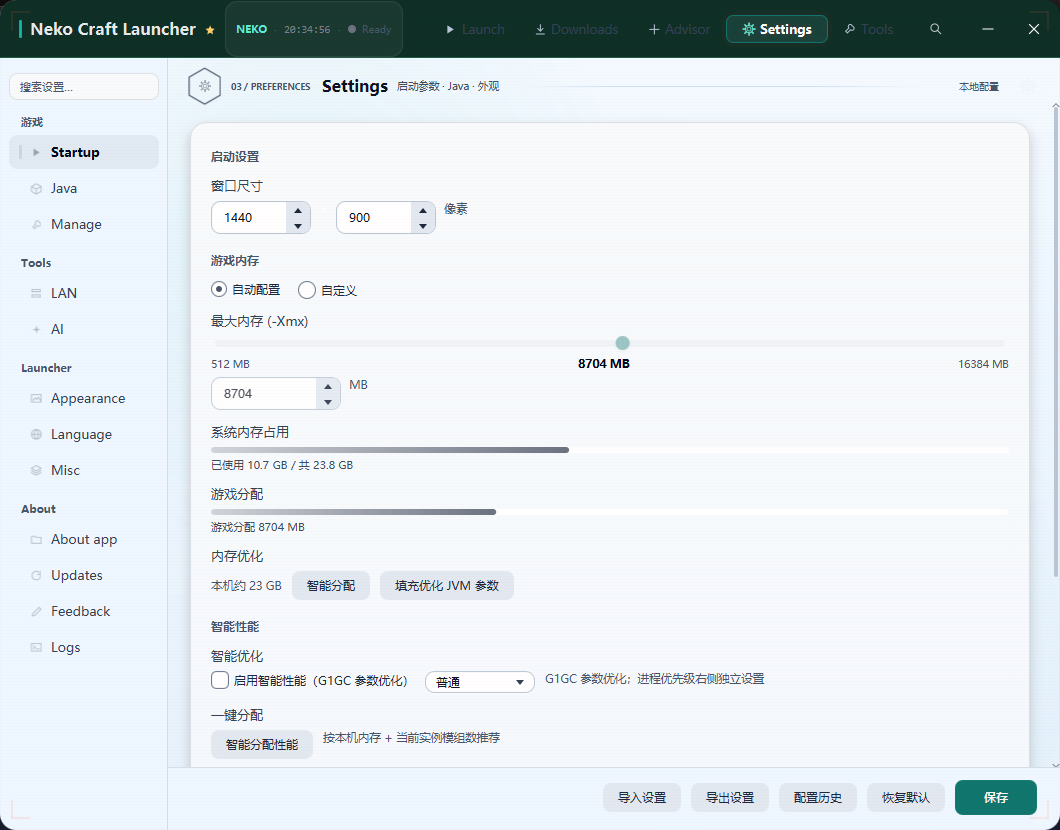 Neko Craft Launcher ★ NEKO · 20:34:56 · Ready Launch Downloads Advisor Settings Tools
搜索设置...
03 / PREFERENCES Settings 启动参数 · Java · 外观 本地配置
游戏
Startup
Java
Manage
Tools
LAN
AI
Launcher
Appearance
Language
Misc
About
About app
Updates
Feedback
Logs
启动设置
窗口尺寸
1440 900 像素
游戏内存
自动配置 自定义
最大内存 (-Xmx)
512 MB 8704 MB 16384 MB
8704 MB
系统内存占用
已使用 10.7 GB / 共 23.8 GB
游戏分配
游戏分配 8704 MB
内存优化
本机约 23 GB 智能分配 填充优化 JVM 参数
智能性能
智能优化
启用智能性能（G1GC 参数优化） 普通 G1GC 参数优化；进程优先级右侧独立设置
一键分配
智能分配性能 按本机内存 + 当前实例模组数推荐
导入设置 导出设置 配置历史 恢复默认 保存